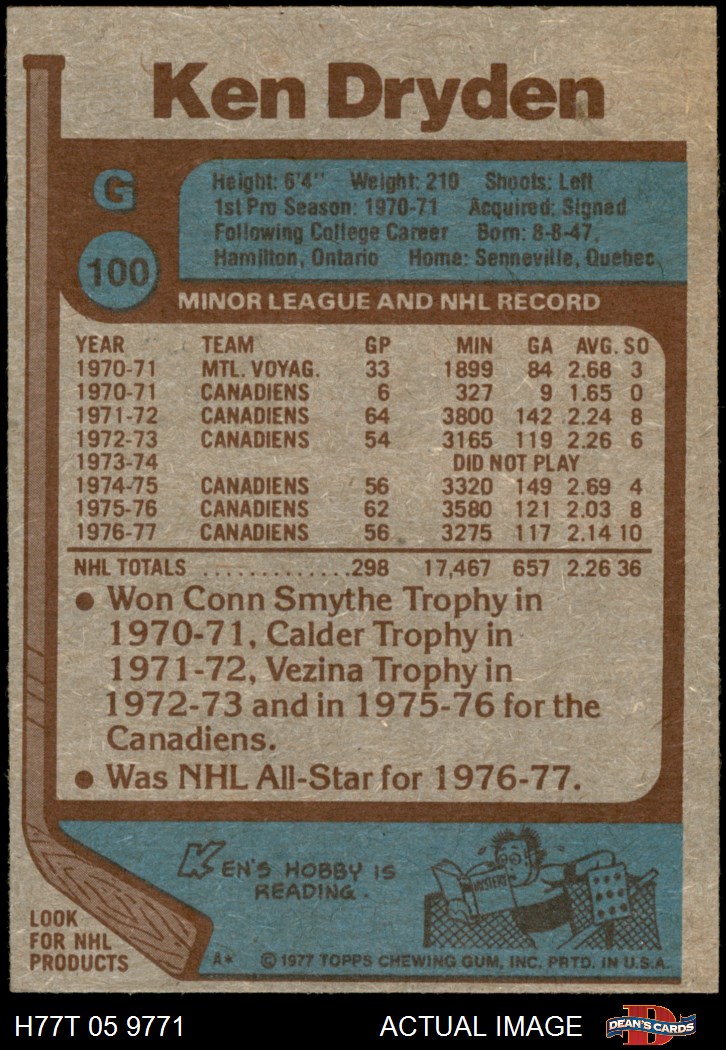 Ken Dryden
G
100
Height: 6'4" Weight: 210 Shoots: Left
1st Pro Season: 1970-71 Acquired: Signed
Following College Career Born: 8-8-47,
Hamilton, Ontario Home: Senneville, Quebec
MINOR LEAGUE AND NHL RECORD
YEAR TEAM GP MIN GA AVG. SO
1970-71 MTL. VOYAG. 33 1899 84 2.68 3
1970-71 CANADIENS 6 327 9 1.65 0
1971-72 CANADIENS 64 3800 142 2.24 8
1972-73 CANADIENS 54 3165 119 2.26 6
1973-74 DID NOT PLAY
1974-75 CANADIENS 56 3320 149 2.69 4
1975-76 CANADIENS 62 3580 121 2.03 8
1976-77 CANADIENS 56 3275 117 2.14 10
NHL TOTALS .............298 17,467 657 2.26 36
● Won Conn Smythe Trophy in
1970-71, Calder Trophy in
1971-72, Vezina Trophy in
1972-73 and in 1975-76 for the
Canadiens.
● Was NHL All-Star for 1976-77.
KEN'S HOBBY IS
READING.
MYSTERY
LOOK
FOR NHL
PRODUCTS
A* © 1977 TOPPS CHEWING GUM, INC. PRTD. IN U.S.A.
H77T 05 9771 ACTUAL IMAGE DEAN'S CARDS